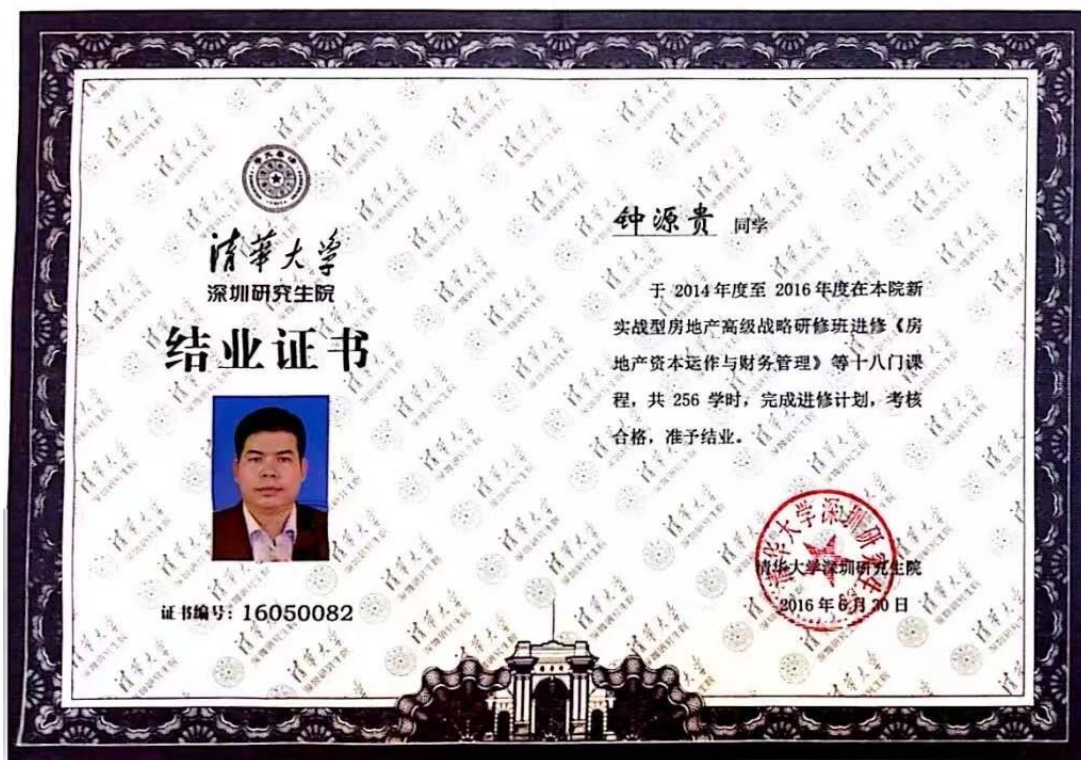 清华大学
深圳研究生院
结业证书
证书编号：16050082
钟源贵 同学
于 2014 年度至 2016 年度在本院新
实战型房地产高级战略研修班进修《房
地产资本运作与财务管理》等十八门课
程，共 256 学时，完成进修计划，考核
合格，准予结业。
清华大学深圳研究生院
2016 年 6 月 30 日